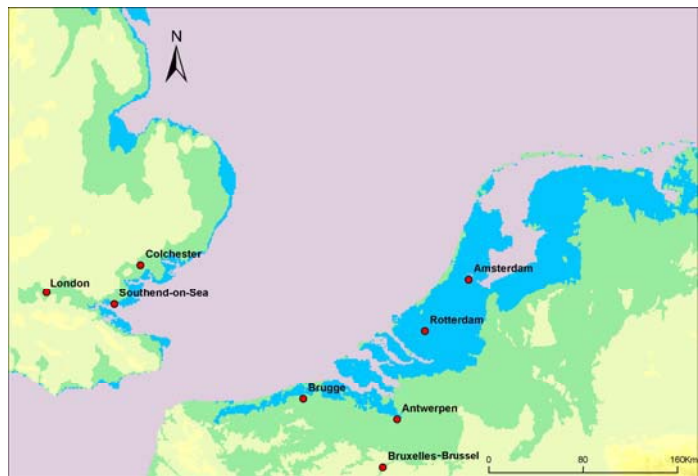 N
Colchester
London
Southend-on-Sea
Amsterdam
Rotterdam
Brugge
Antwerpen
Bruxelles-Brussel
0 80 160Km